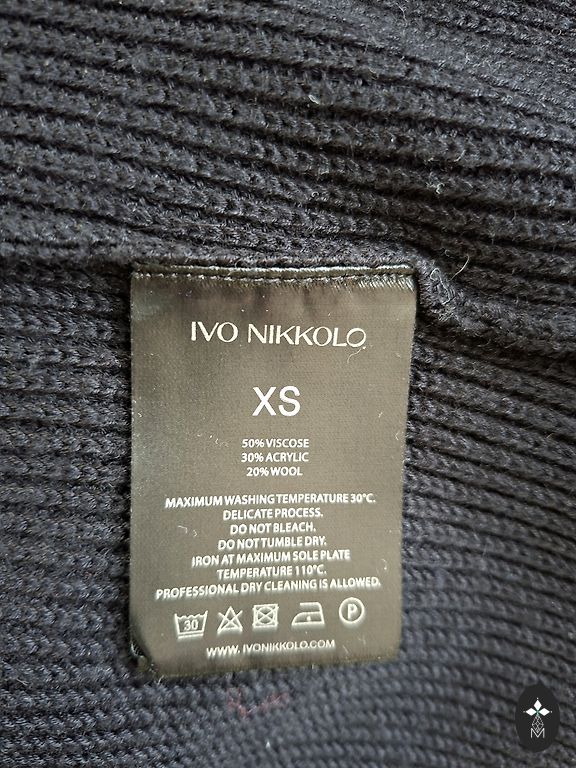 IVO NIKKOLO
XS
50% VISCOSE
30% ACRYLIC
20% WOOL
MAXIMUM WASHING TEMPERATURE 30°C.
DELICATE PROCESS.
DO NOT BLEACH.
DO NOT TUMBLE DRY.
IRON AT MAXIMUM SOLE PLATE
TEMPERATURE 110°C.
PROFESSIONAL DRY CLEANING IS ALLOWED.
30 P
WWW.IVONIKKOLO.COM
M